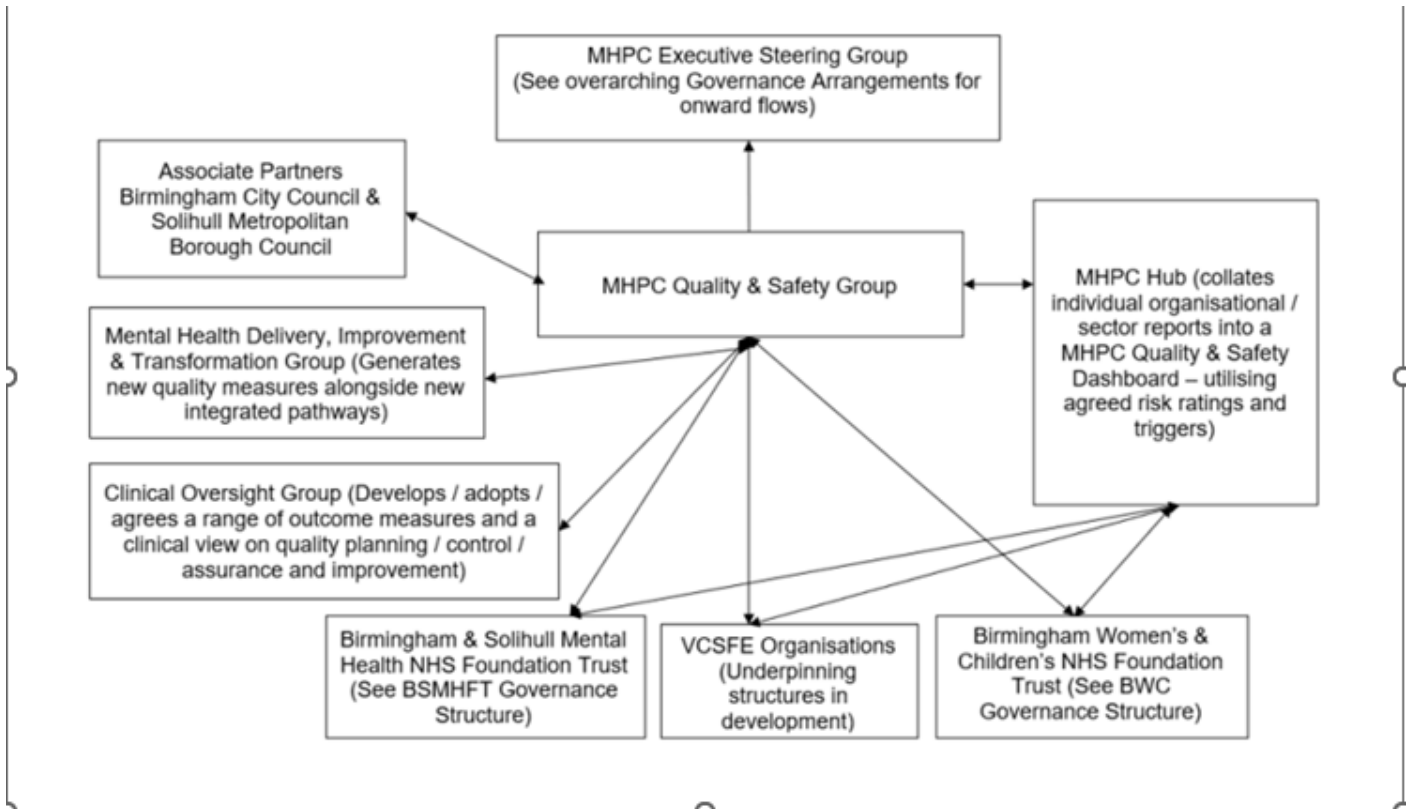 MHPC Executive Steering Group
(See overarching Governance Arrangements for
onward flows)
Associate Partners
Birmingham City Council &
Solihull Metropolitan
Borough Council
MHPC Quality & Safety Group
MHPC Hub (collates
individual organisational /
sector reports into a
MHPC Quality & Safety
Dashboard – utilising
agreed risk ratings and
triggers)
Mental Health Delivery, Improvement
& Transformation Group (Generates
new quality measures alongside new
integrated pathways)
Clinical Oversight Group (Develops / adopts /
agrees a range of outcome measures and a
clinical view on quality planning / control /
assurance and improvement)
Birmingham & Solihull Mental
Health NHS Foundation Trust
(See BSMHFT Governance
Structure)
VCSFE Organisations
(Underpinning
structures in
development)
Birmingham Women's &
Children's NHS Foundation
Trust (See BWC
Governance Structure)